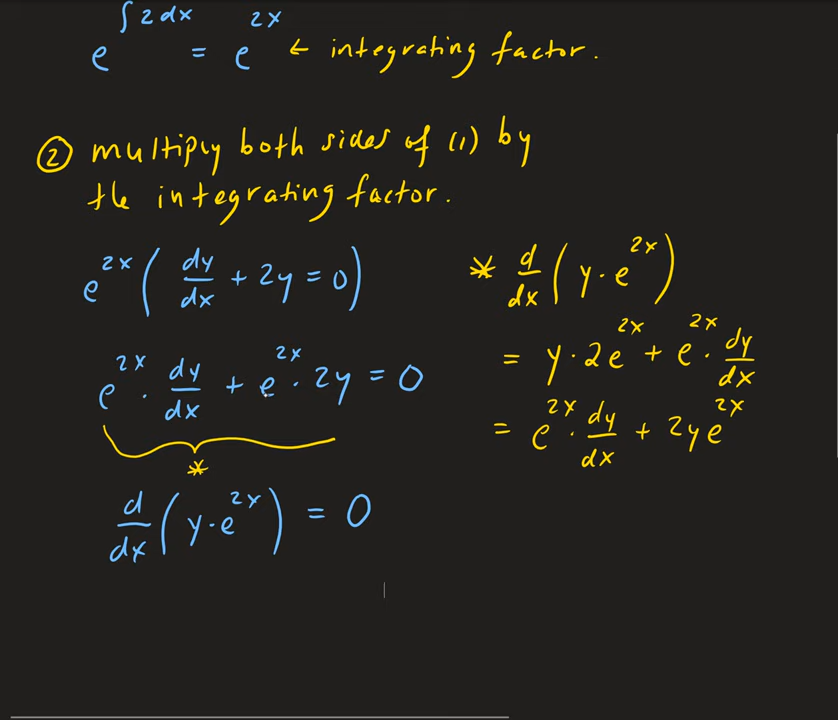 e^{∫2dx} = e^{2x} ← integrating factor.
② multiply both sides of (1) by
the integrating factor.
e^{2x} ( dy/dx + 2y = 0 )
e^{2x} · dy/dx + e^{2x} · 2y = 0
*
d/dx ( y · e^{2x} ) = 0
* d/dx ( y · e^{2x} )
= y · 2e^{2x} + e^{2x} · dy/dx
= e^{2x} · dy/dx + 2ye^{2x}